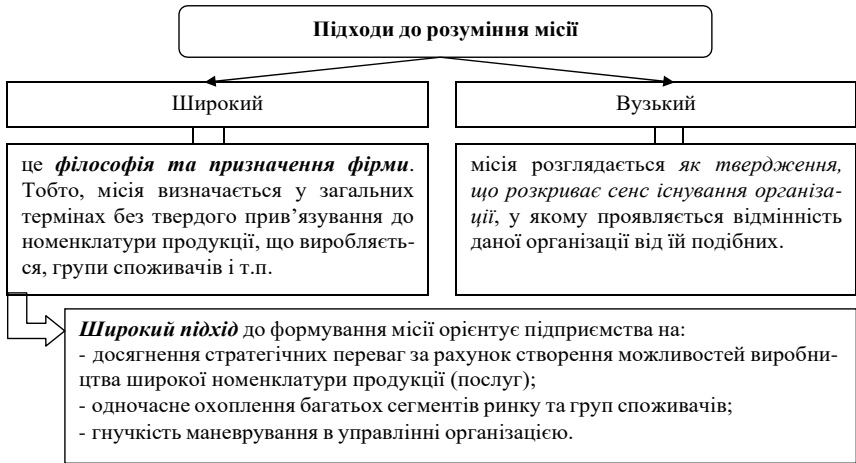 Підходи до розуміння місії
Широкий
Вузький
це філософія та призначення фірми.
Тобто, місія визначається у загальних
термінах без твердого прив’язування до
номенклатури продукції, що виробляєть-
ся, групи споживачів і т.п.
місія розглядається як твердження,
що розкриває сенс існування організа-
ції, у якому проявляється відмінність
даної організації від їй подібних.
Широкий підхід до формування місії орієнтує підприємства на:
- досягнення стратегічних переваг за рахунок створення можливостей виробни-
цтва широкої номенклатури продукції (послуг);
- одночасне охоплення багатьох сегментів ринку та груп споживачів;
- гнучкість маневрування в управлінні організацією.